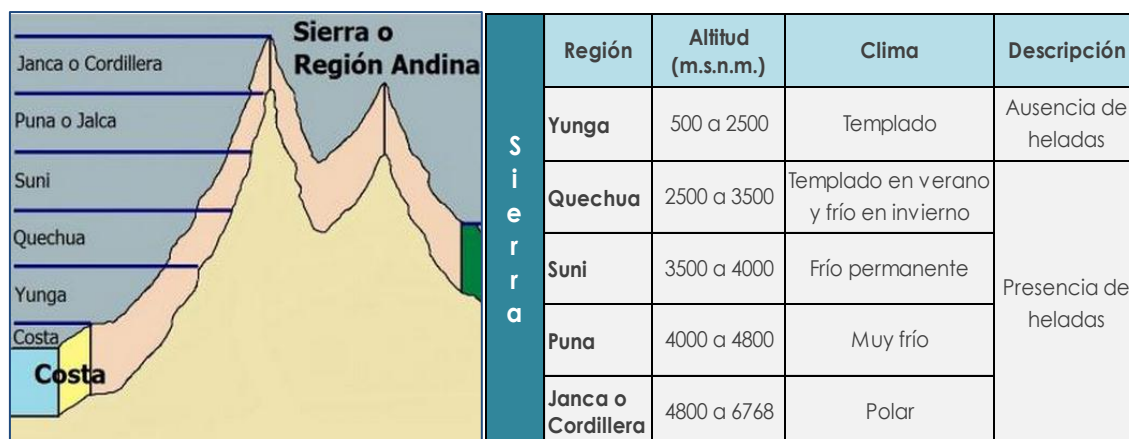 Sierra o
Región Andina
Janca o Cordillera
Puna o Jalca
Suni
Quechua
Yunga
Costa
Costa
Sierra
Región Altitud (m.s.n.m.) Clima Descripción
Yunga 500 a 2500 Templado Ausencia de heladas
Quechua 2500 a 3500 Templado en verano y frío en invierno
Suni 3500 a 4000 Frío permanente Presencia de heladas
Puna 4000 a 4800 Muy frío
Janca o Cordillera 4800 a 6768 Polar